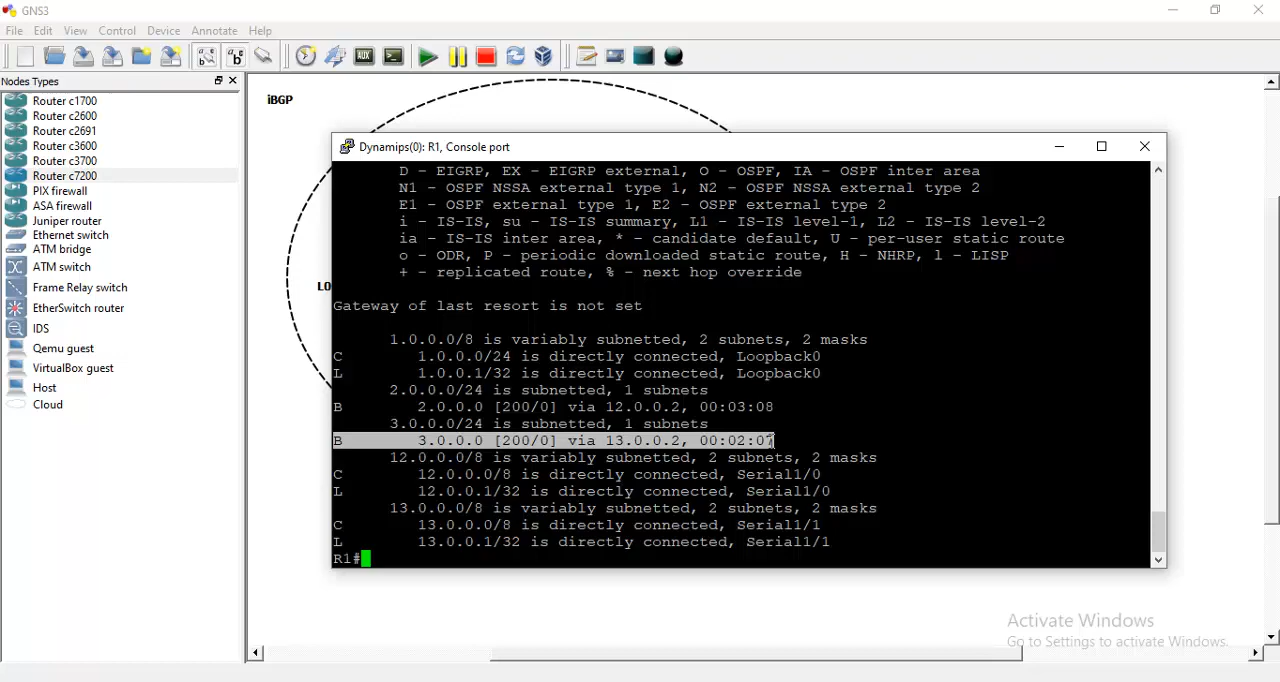 GNS3
File Edit View Control Device Annotate Help
Nodes Types
Router c1700
Router c2600
Router c2691
Router c3600
Router c3700
Router c7200
PIX firewall
ASA firewall
Juniper router
Ethernet switch
ATM bridge
ATM switch
Frame Relay switch
EtherSwitch router
IDS
Qemu guest
VirtualBox guest
Host
Cloud
iBGP
LO
Dynamips(0): R1, Console port
D - EIGRP, EX - EIGRP external, O - OSPF, IA - OSPF inter area
N1 - OSPF NSSA external type 1, N2 - OSPF NSSA external type 2
E1 - OSPF external type 1, E2 - OSPF external type 2
i - IS-IS, su - IS-IS summary, L1 - IS-IS level-1, L2 - IS-IS level-2
ia - IS-IS inter area, * - candidate default, U - per-user static route
o - ODR, P - periodic downloaded static route, H - NHRP, l - LISP
+ - replicated route, % - next hop override
Gateway of last resort is not set
1.0.0.0/8 is variably subnetted, 2 subnets, 2 masks
C 1.0.0.0/24 is directly connected, Loopback0
L 1.0.0.1/32 is directly connected, Loopback0
2.0.0.0/24 is subnetted, 1 subnets
B 2.0.0.0 [200/0] via 12.0.0.2, 00:03:08
3.0.0.0/24 is subnetted, 1 subnets
B 3.0.0.0 [200/0] via 13.0.0.2, 00:02:07
12.0.0.0/8 is variably subnetted, 2 subnets, 2 masks
C 12.0.0.0/8 is directly connected, Serial1/0
L 12.0.0.1/32 is directly connected, Serial1/0
13.0.0.0/8 is variably subnetted, 2 subnets, 2 masks
C 13.0.0.0/8 is directly connected, Serial1/1
L 13.0.0.1/32 is directly connected, Serial1/1
R1#
Activate Windows
Go to Settings to activate Windows.